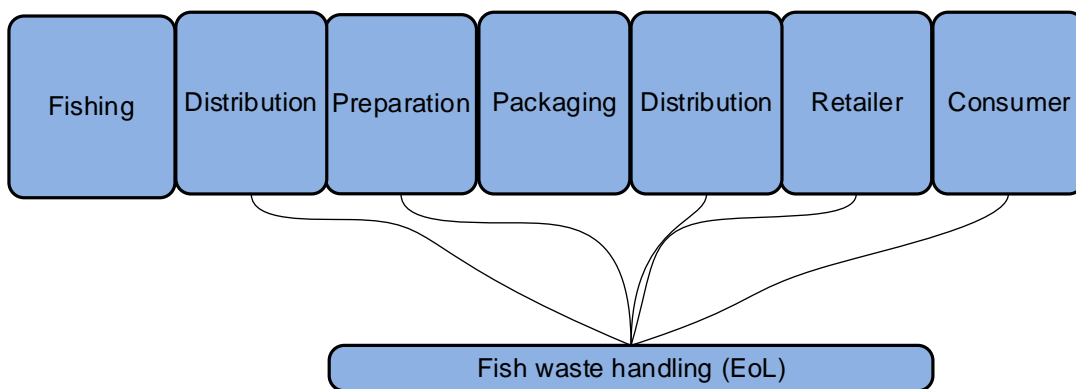 Fishing
Distribution
Preparation
Packaging
Distribution
Retailer
Consumer
Fish waste handling (EoL)